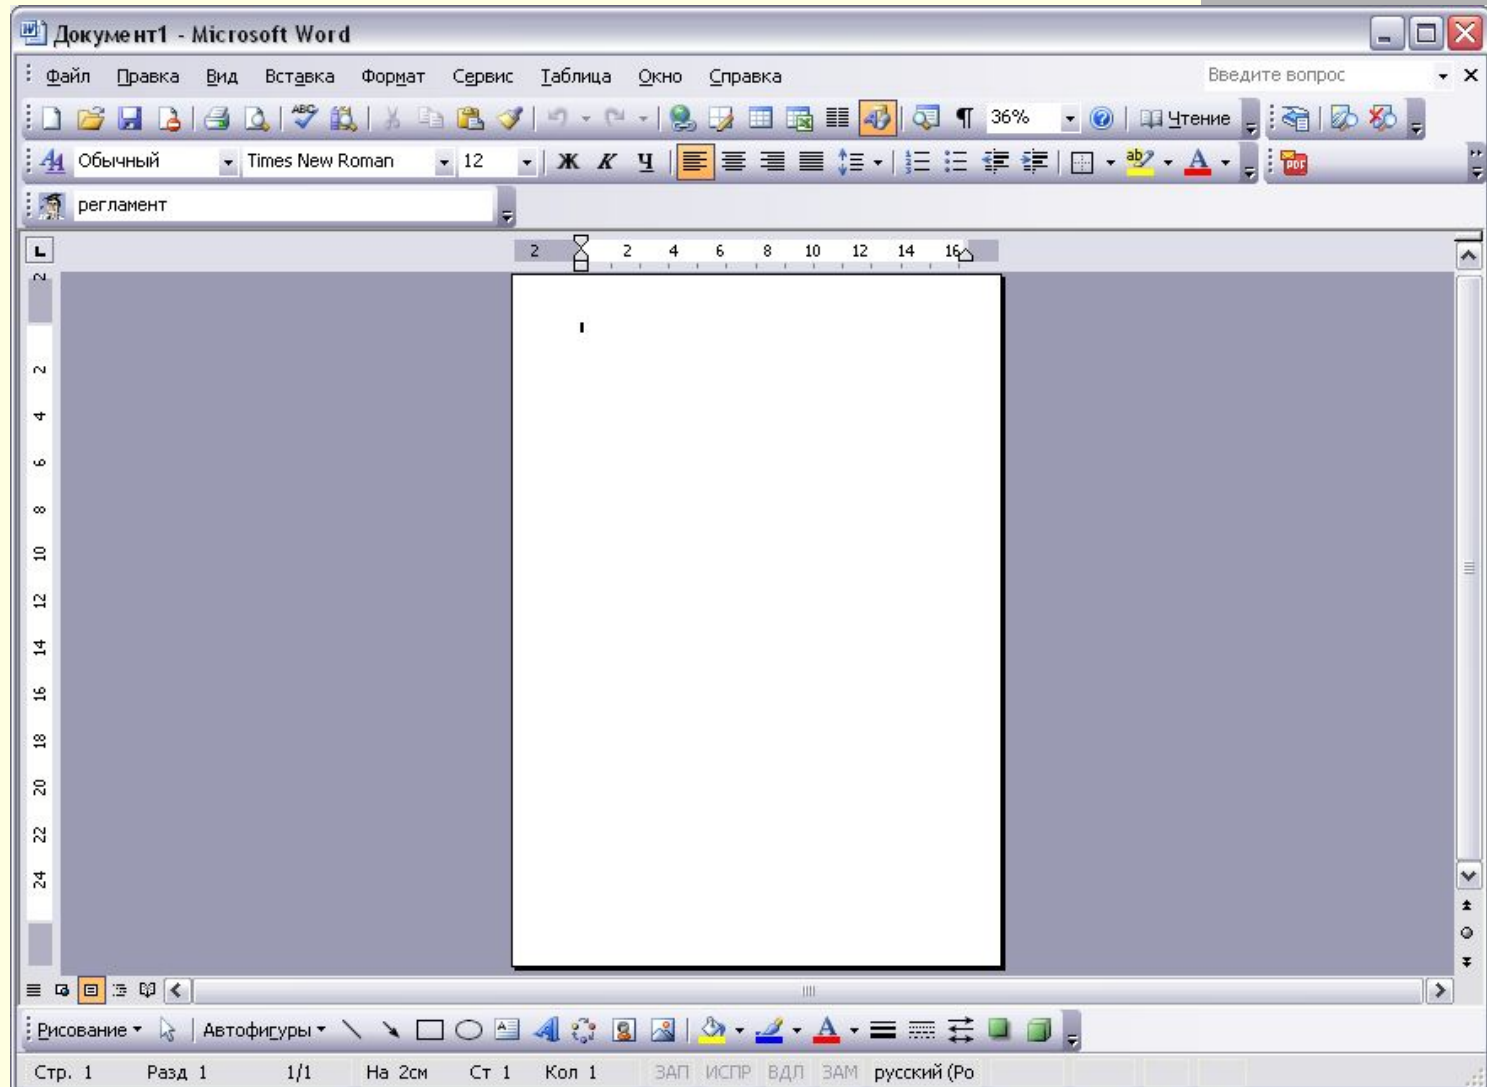 Документ1 - Microsoft Word
Файл Правка Вид Вставка Формат Сервис Таблица Окно Справка Введите вопрос
ABC 36% Чтение
Обычный Times New Roman 12 Ж К Ч ab A PDF
регламент
2 2 4 6 8 10 12 14 16
2
2
4
6
8
10
12
14
16
18
20
22
24
Рисование Автофигуры A A A
Стр. 1 Разд 1 1/1 На 2см Ст 1 Кол 1 ЗАП ИСПР ВДЛ ЗАМ русский (Ро